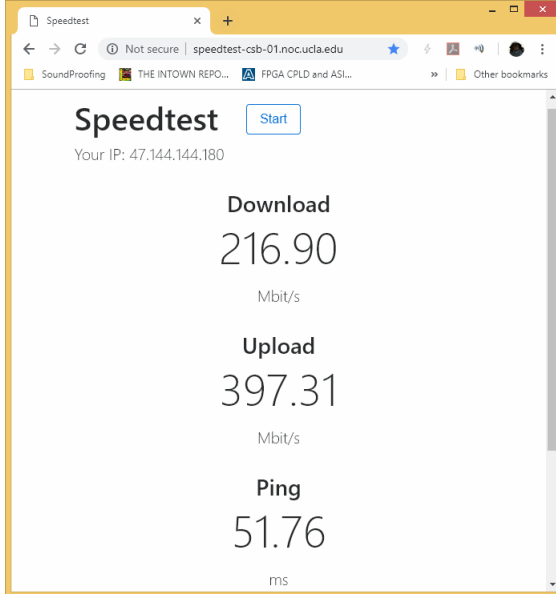 Speedtest
Not secure | speedtest-csb-01.noc.ucla.edu
SoundProofing THE INTOWN REPO... FPGA CPLD and ASI... » Other bookmarks
Speedtest Start
Your IP: 47.144.144.180
Download
216.90
Mbit/s
Upload
397.31
Mbit/s
Ping
51.76
ms